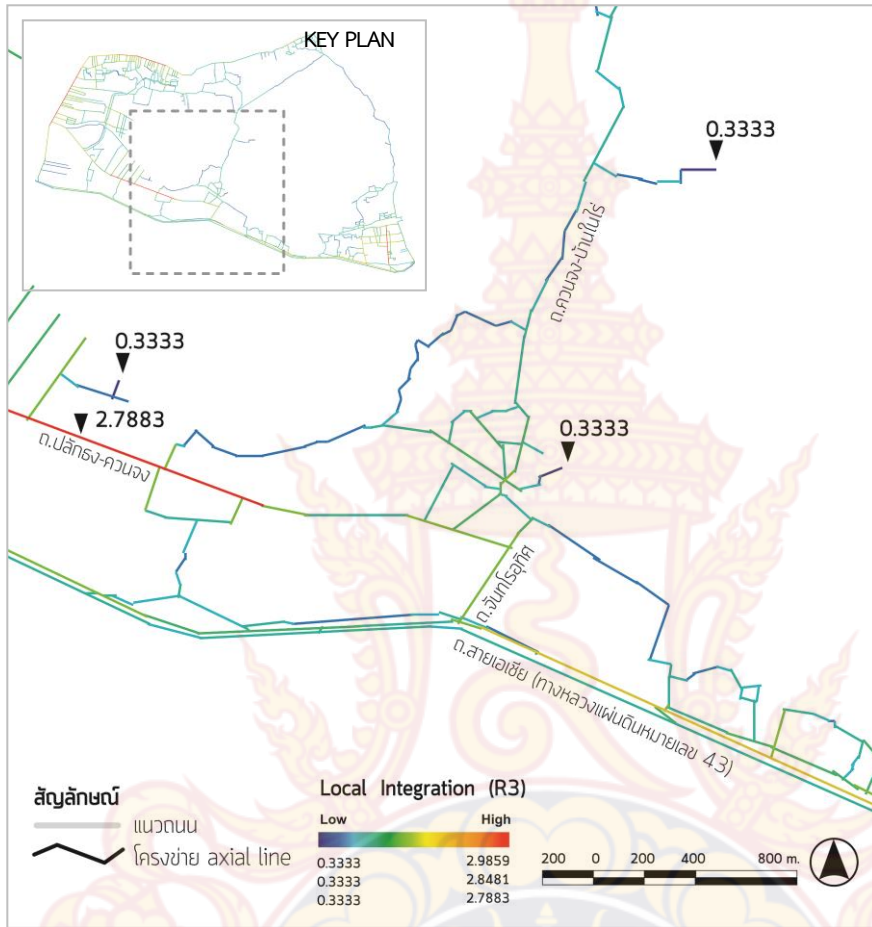 KEY PLAN
0.3333
ถ.ควนจง-บ้านในไร่
0.3333
2.7883
ถ.ปลักธง-ควนจง
0.3333
ถ.จันทโรอุทิศ
ถ.สายเอเชีย (ทางหลวงแผ่นดินหมายเลข 43)
สัญลักษณ์
แนวถนน
โครงข่าย axial line
Local Integration (R3)
Low High
0.3333 2.9859
0.3333 2.8481
0.3333 2.7883
200 0 200 400 800 m.